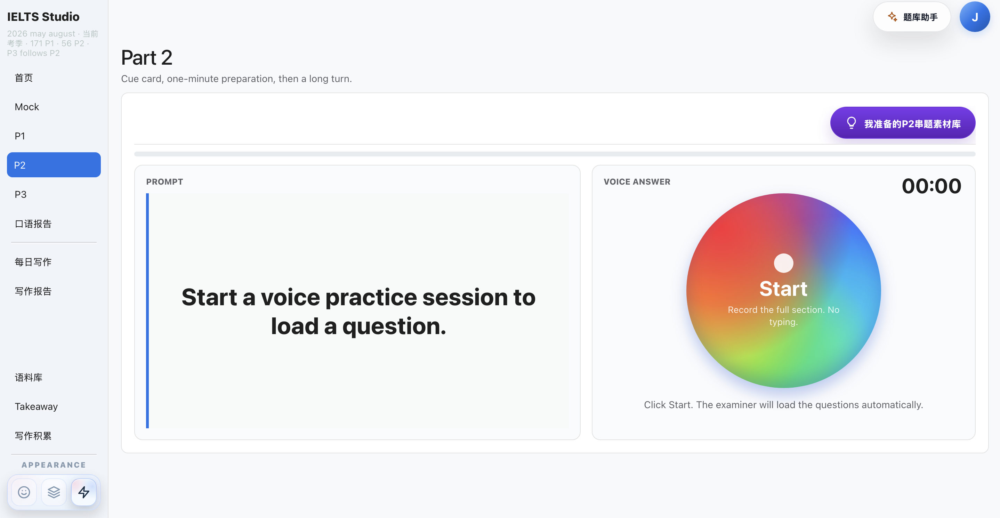 IELTS Studio
2026 may august · 当前
考季 · 171 P1 · 56 P2 ·
P3 follows P2
首页
Mock
P1
P2
P3
口语报告
每日写作
写作报告
语料库
Takeaway
写作积累
APPEARANCE
题库助手
J
Part 2
Cue card, one-minute preparation, then a long turn.
我准备的P2串题素材库
PROMPT
Start a voice practice session to
load a question.
VOICE ANSWER
00:00
Start
Record the full section. No
typing.
Click Start. The examiner will load the questions automatically.